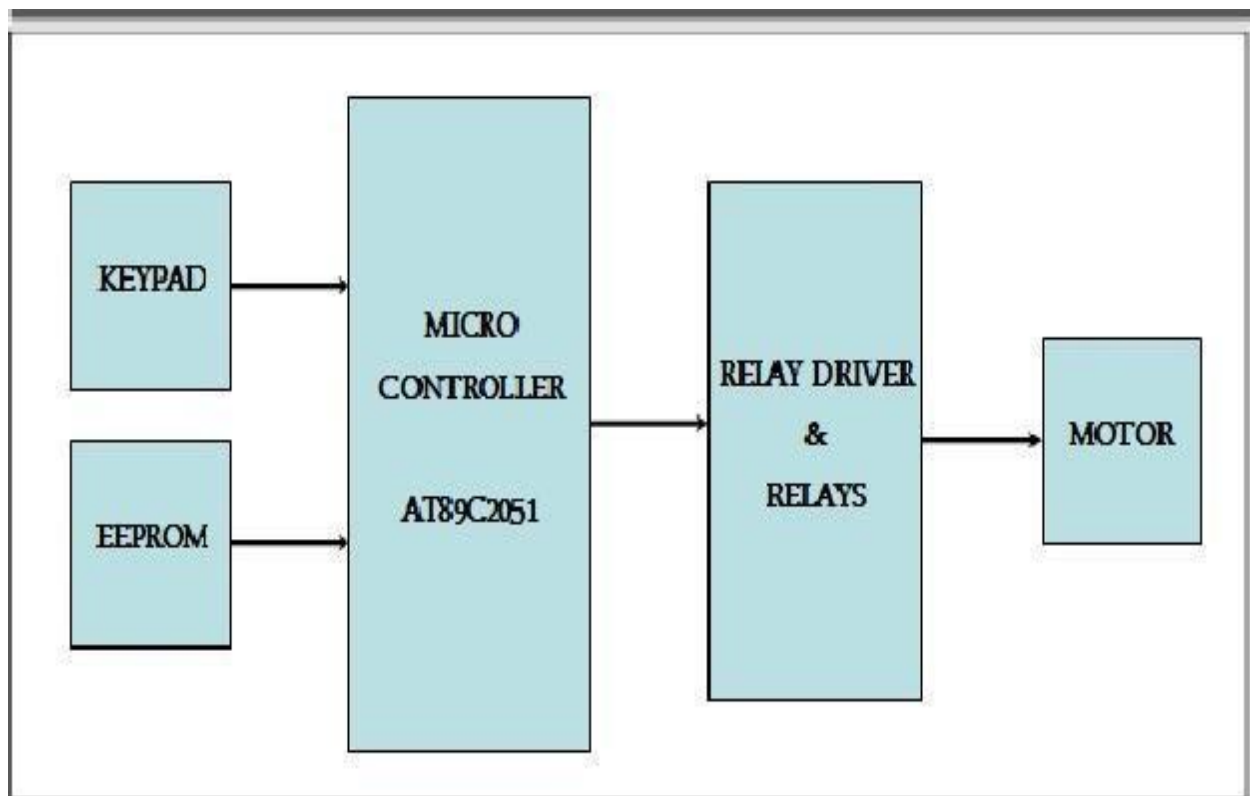 KEYPAD
EEPROM
MICRO
CONTROLLER
AT89C2051
RELAY DRIVER
&
RELAYS
MOTOR